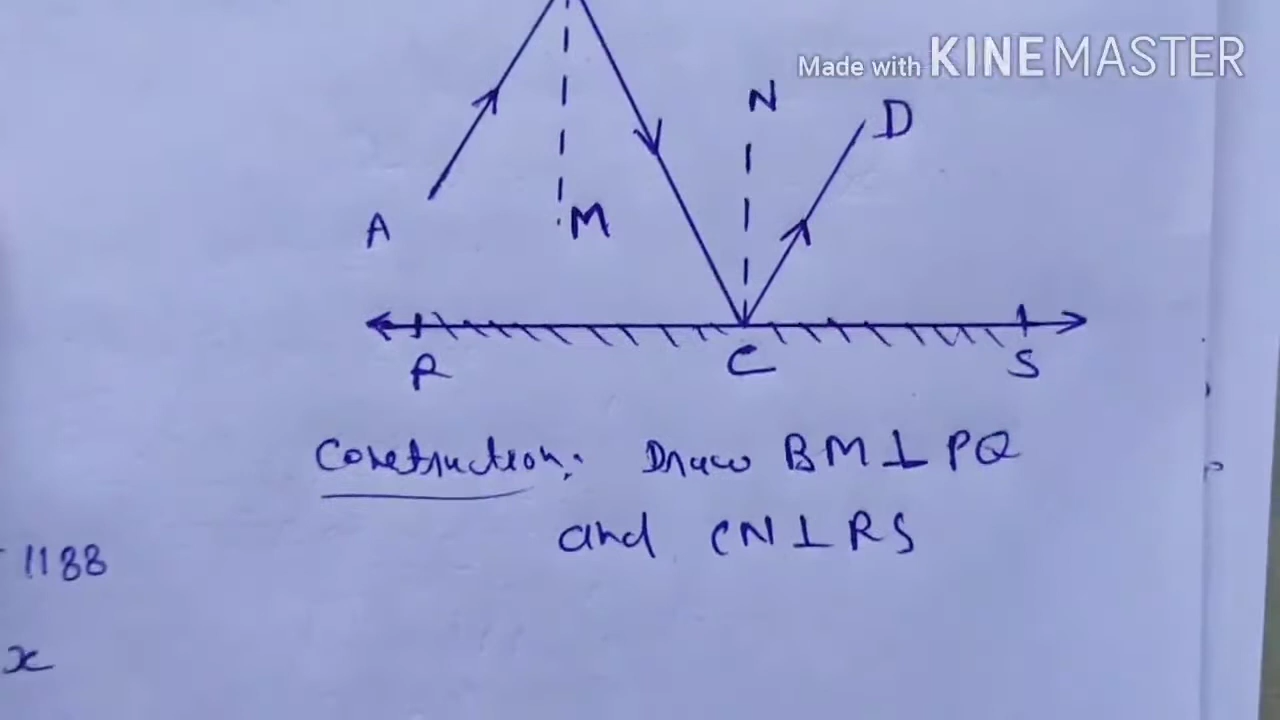 Made with KINEMASTER
N
D
A
M
R
C
S
Construction: Draw BM⊥PQ
and CN⊥RS
1188
x